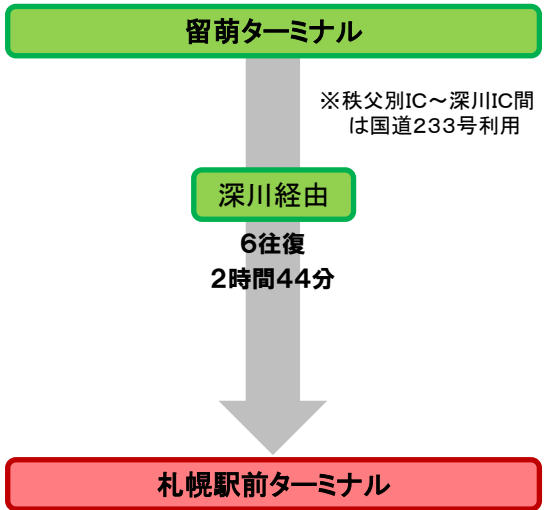 留萌ターミナル
※秩父別IC～深川IC間
は国道233号利用
深川経由
6往復
2時間44分
札幌駅前ターミナル